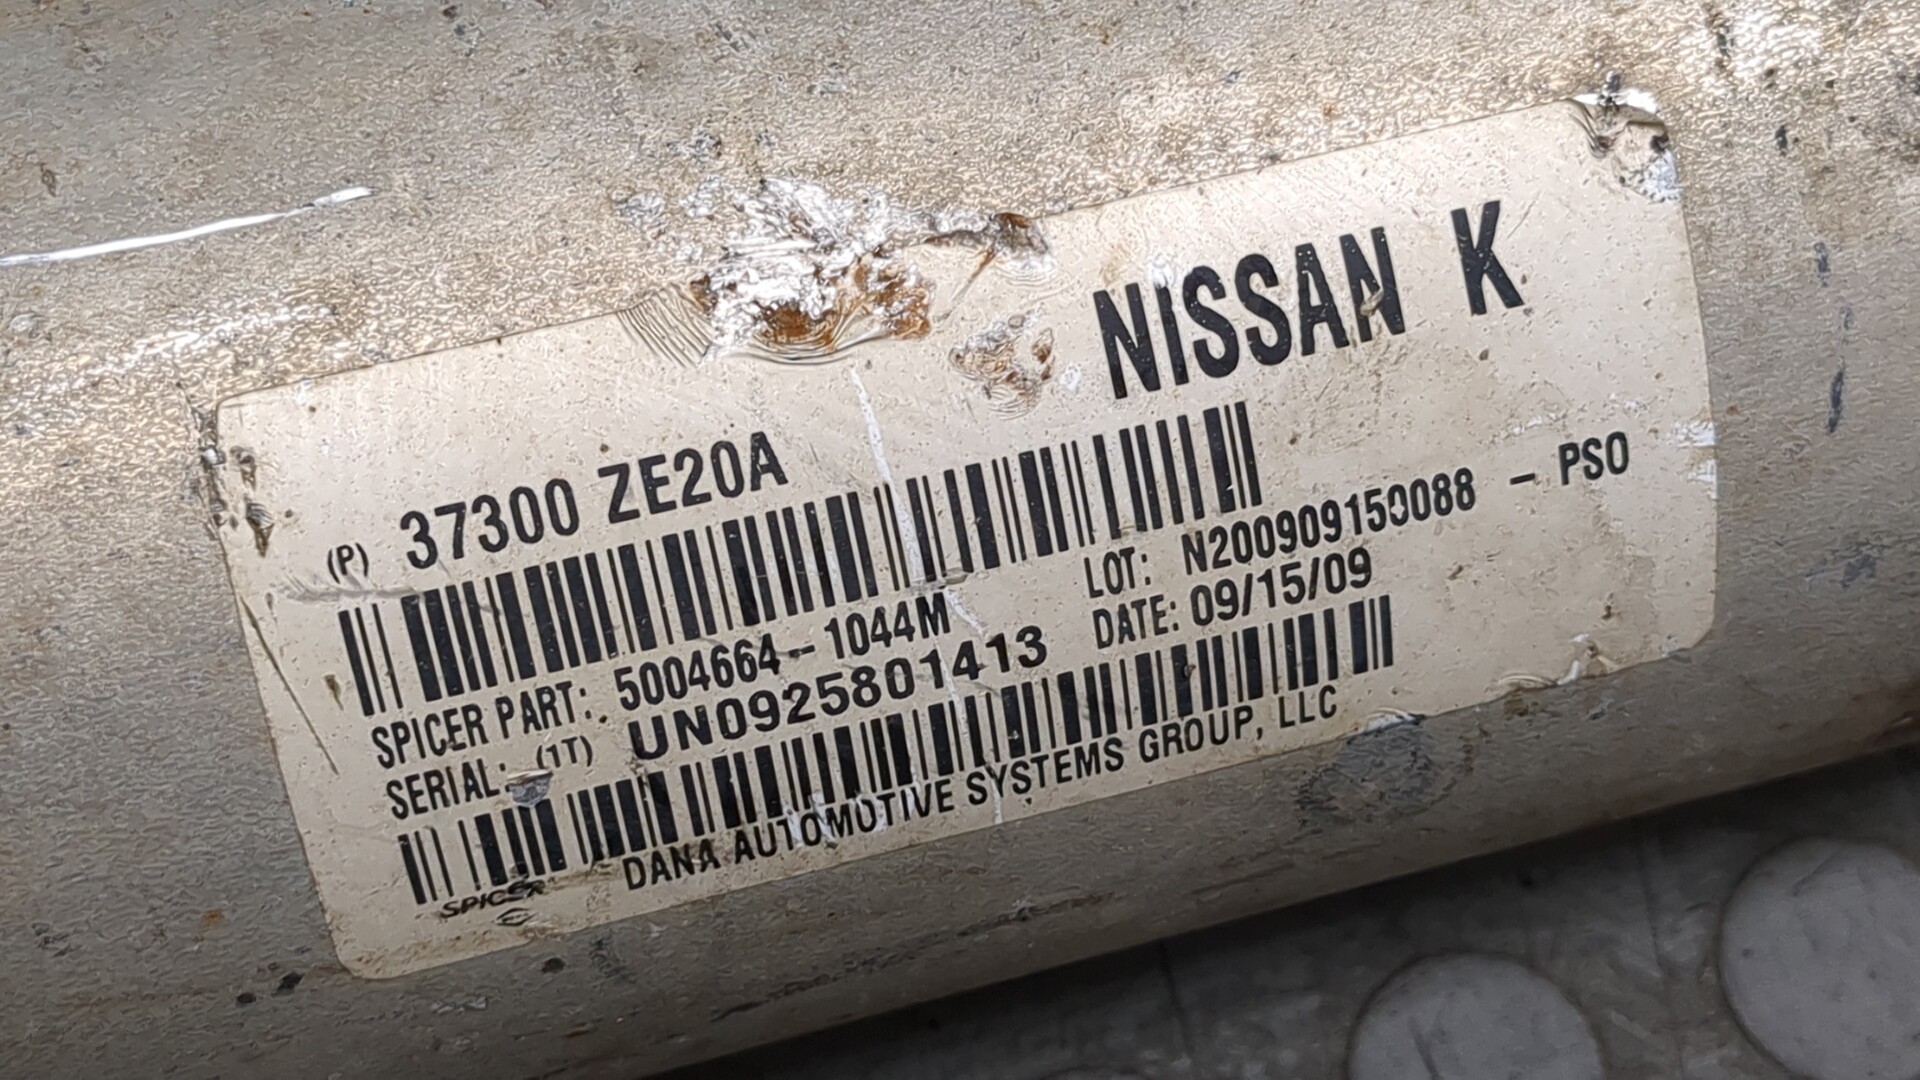 NISSAN K
(P) 37300 ZE20A
LOT: N200909150088 - PSO
SPICER PART: 5004664-1044M
DATE: 09/15/09
SERIAL: (1T) UN0925801413
SPICER
DANA AUTOMOTIVE SYSTEMS GROUP, LLC